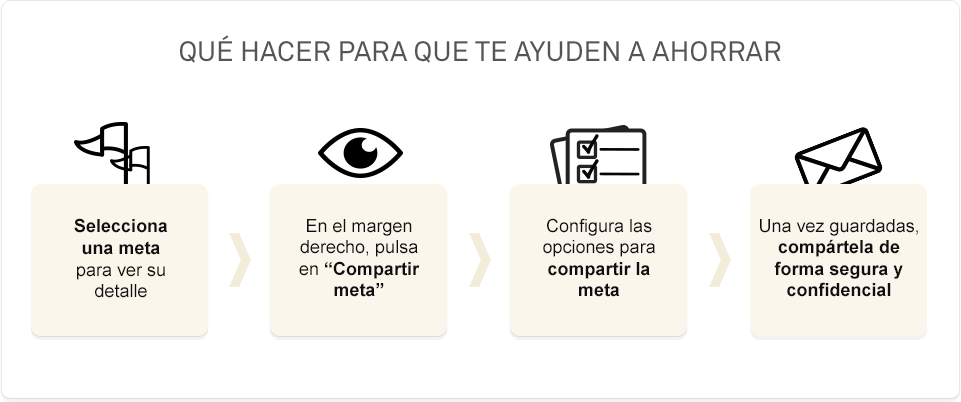 QUÉ HACER PARA QUE TE AYUDEN A AHORRAR
Selecciona
una meta
para ver su
detalle
En el margen
derecho, pulsa
en “Compartir
meta”
Configura las
opciones para
compartir la
meta
Una vez guardadas,
compártela de
forma segura y
confidencial